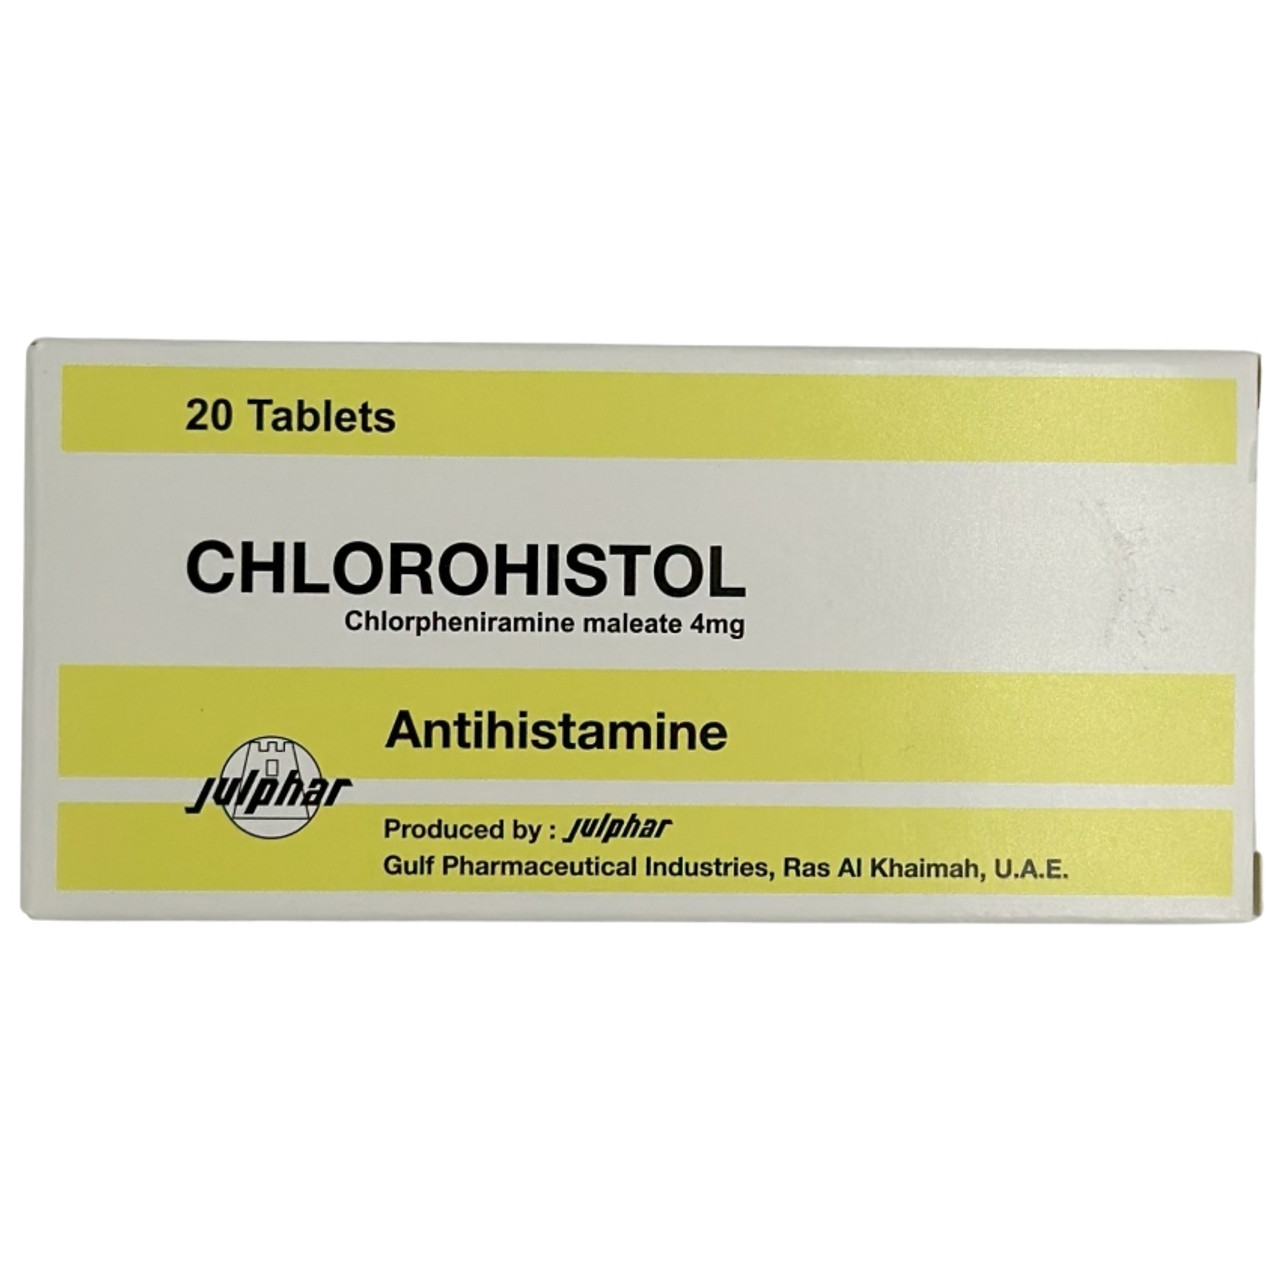 20 Tablets
CHLOROHISTOL
Chlorpheniramine maleate 4mg
Antihistamine
julphar
Produced by : julphar
Gulf Pharmaceutical Industries, Ras Al Khaimah, U.A.E.